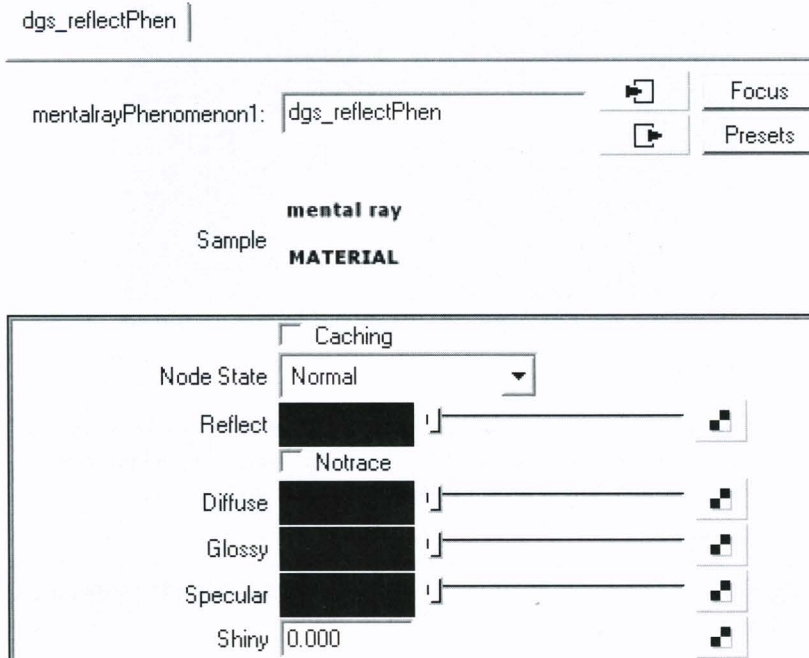 dgs_reflectPhen
mentalrayPhenomenon1: dgs_reflectPhen Focus
Presets
Sample mental ray
MATERIAL
Caching
Node State Normal
Reflect
Notrace
Diffuse
Glossy
Specular
Shiny 0.000